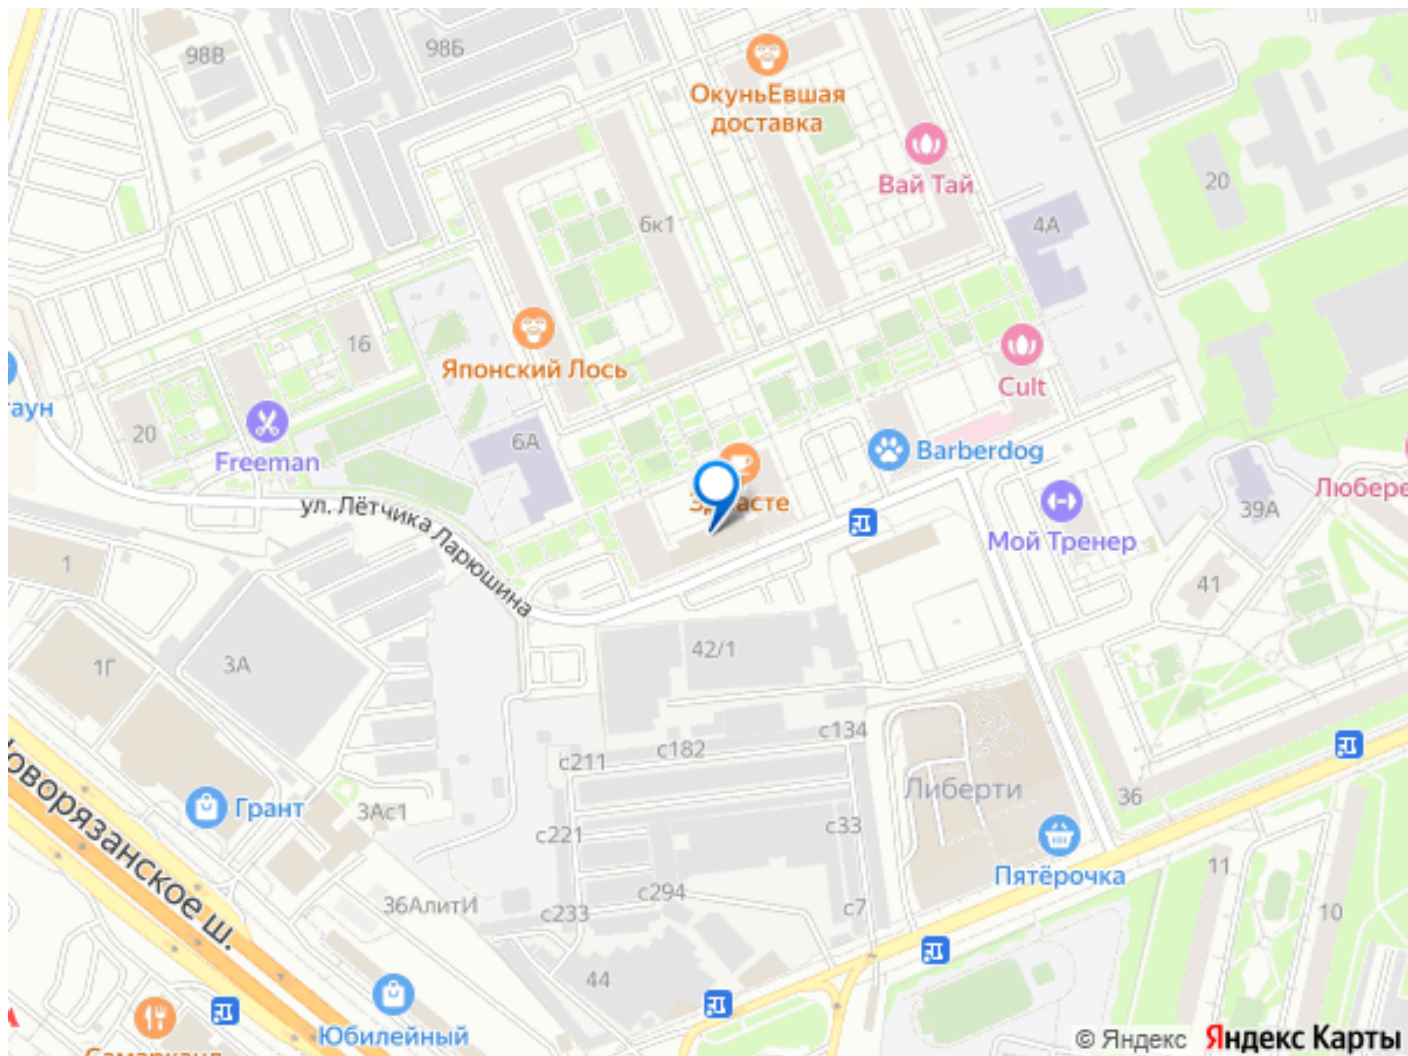 98В
98Б
ОкуньЕвшая
доставка
Вай Тай
20
4А
6к1
16
Японский Лось
Cult
аун
20
Freeman
6А
Barberdog
39А
Мой Тренер
ул. Лётчика Ларюшина
1
41
42/1
1Г
3А
с134
с182
с211
Либерти
36
Новорязанское ш.
Грант
3Ас1
с221
с33
Пятёрочка
11
с294
36АлитИ
с233
с7
10
44
Юбилейный
© Яндекс
Яндекс Карты